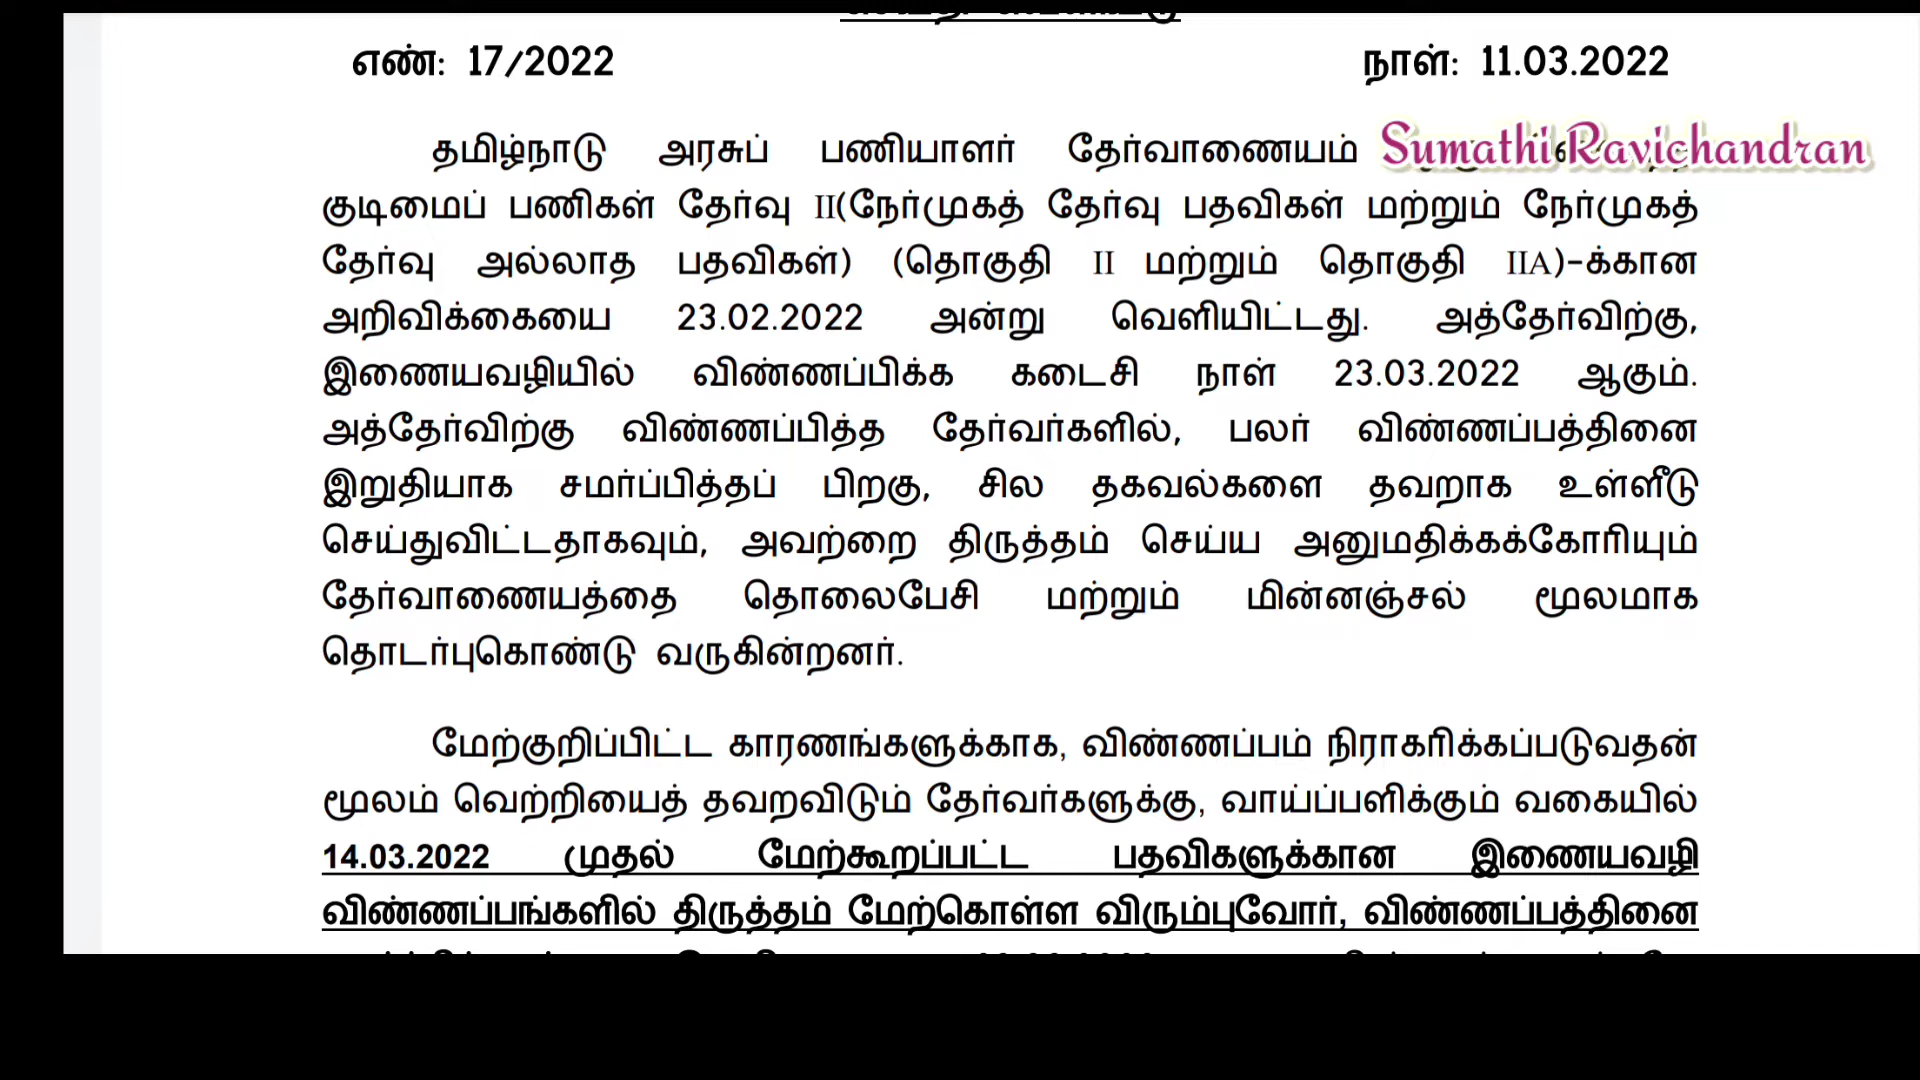 எண்: 17/2022 நாள்: 11.03.2022
தமிழ்நாடு அரசுப் பணியாளர் தேர்வாணையம் Sumathi Ravichandran
குடிமைப் பணிகள் தேர்வு II(நேர்முகத் தேர்வு பதவிகள் மற்றும் நேர்முகத்
தேர்வு அல்லாத பதவிகள்) (தொகுதி II மற்றும் தொகுதி IIA)-க்கான
அறிவிக்கையை 23.02.2022 அன்று வெளியிட்டது. அத்தேர்விற்கு,
இணையவழியில் விண்ணப்பிக்க கடைசி நாள் 23.03.2022 ஆகும்.
அத்தேர்விற்கு விண்ணப்பித்த தேர்வர்களில், பலர் விண்ணப்பத்தினை
இறுதியாக சமர்ப்பித்தப் பிறகு, சில தகவல்களை தவறாக உள்ளீடு
செய்துவிட்டதாகவும், அவற்றை திருத்தம் செய்ய அனுமதிக்கக்கோரியும்
தேர்வாணையத்தை தொலைபேசி மற்றும் மின்னஞ்சல் மூலமாக
தொடர்புகொண்டு வருகின்றனர்.
மேற்குறிப்பிட்ட காரணங்களுக்காக, விண்ணப்பம் நிராகரிக்கப்படுவதன்
மூலம் வெற்றியைத் தவறவிடும் தேர்வர்களுக்கு, வாய்ப்பளிக்கும் வகையில்
14.03.2022 முதல் மேற்கூறப்பட்ட பதவிகளுக்கான இணையவழி
விண்ணப்பங்களில் திருத்தம் மேற்கொள்ள விரும்புவோர், விண்ணப்பத்தினை